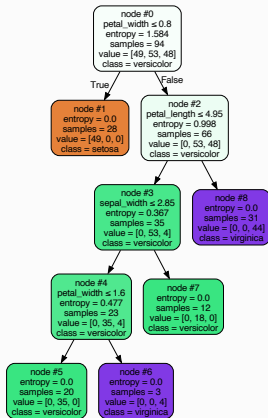 node #0
petal_width ≤ 0.8
entropy = 1.584
samples = 94
value = [49, 53, 48]
class = versicolor
True
False
node #1
entropy = 0.0
samples = 28
value = [49, 0, 0]
class = setosa
node #2
petal_length ≤ 4.95
entropy = 0.998
samples = 66
value = [0, 53, 48]
class = versicolor
node #3
sepal_width ≤ 2.85
entropy = 0.367
samples = 35
value = [0, 53, 4]
class = versicolor
node #8
entropy = 0.0
samples = 31
value = [0, 0, 44]
class = virginica
node #4
petal_width ≤ 1.6
entropy = 0.477
samples = 23
value = [0, 35, 4]
class = versicolor
node #7
entropy = 0.0
samples = 12
value = [0, 18, 0]
class = versicolor
node #5
entropy = 0.0
samples = 20
value = [0, 35, 0]
class = versicolor
node #6
entropy = 0.0
samples = 3
value = [0, 0, 4]
class = virginica